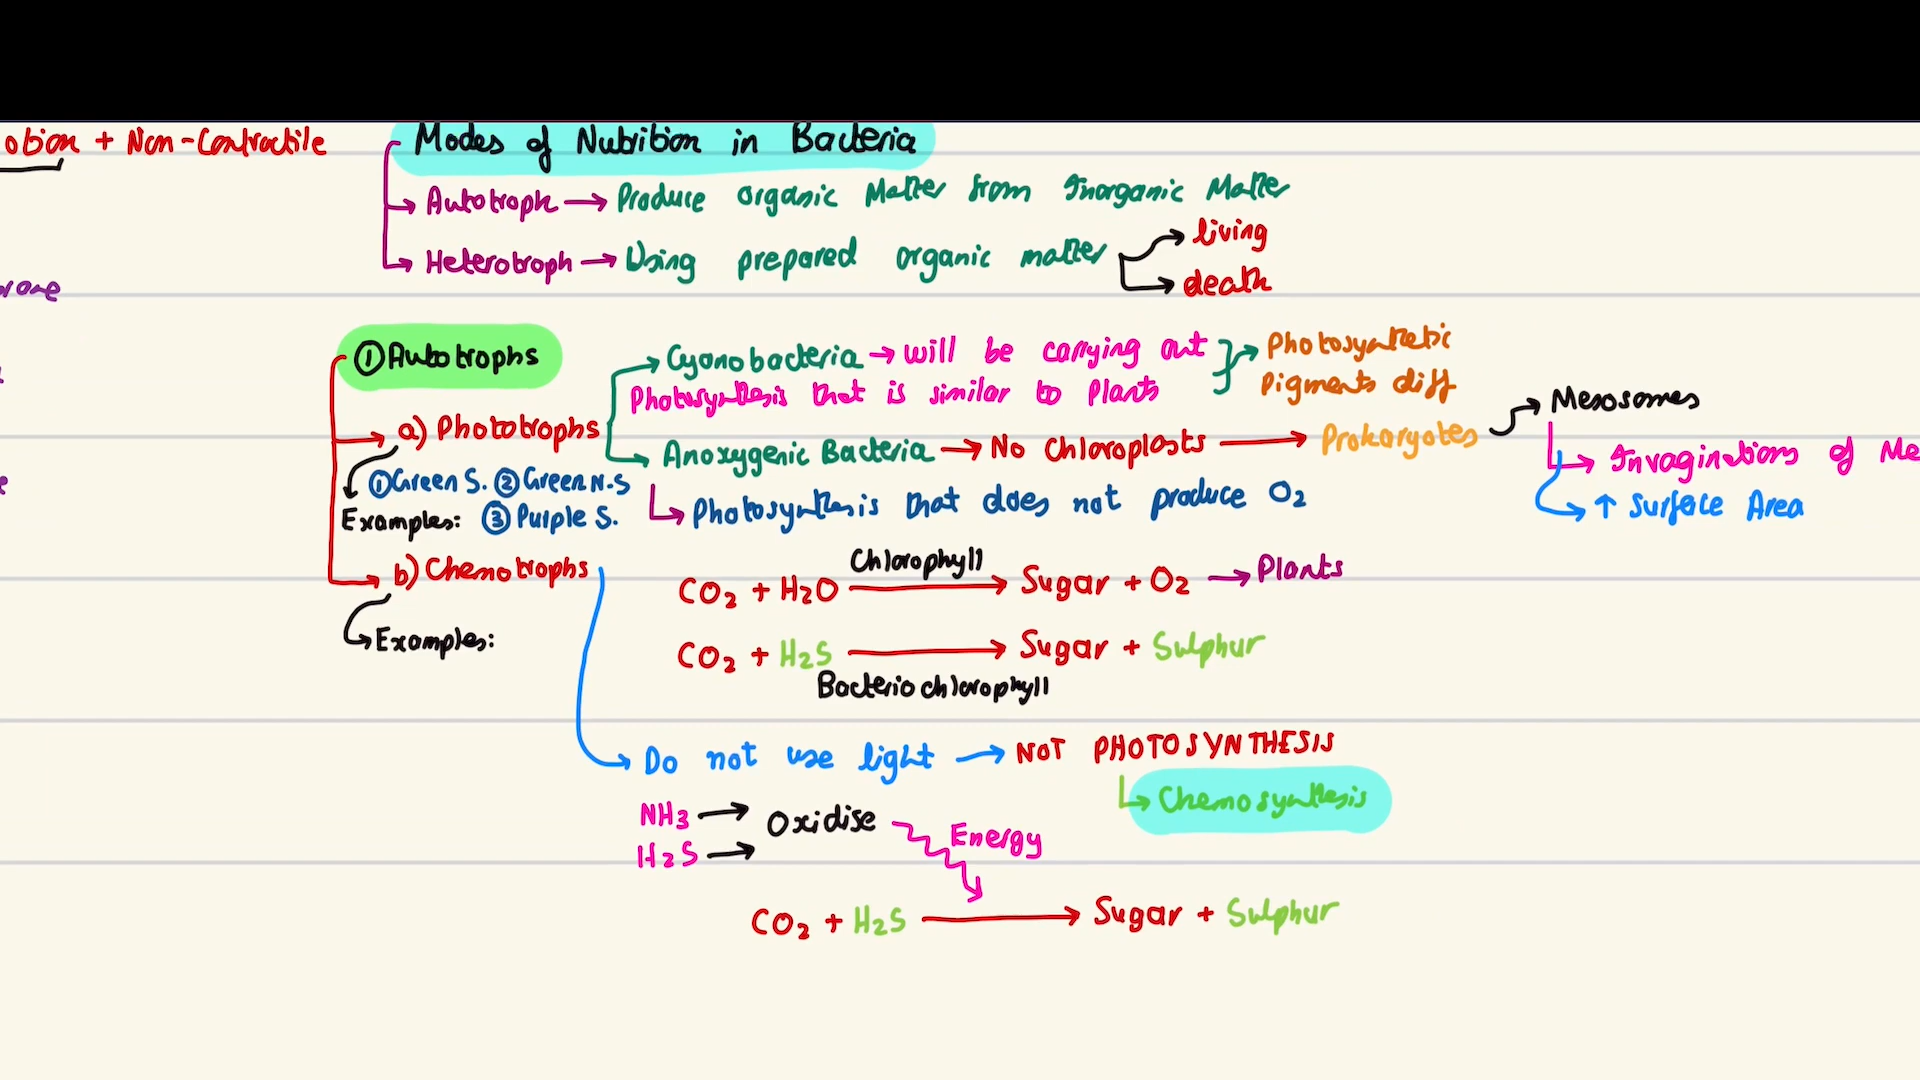 + Non-Contractile
Modes of Nutrition in Bacteria
Autotroph → Produce organic Matter from Inorganic Matter
Heterotroph → Using prepared organic matter
living
death
① Autotrophs
a) Phototrophs
Cyanobacteria → will be carrying out
Photosynthesis that is similar to Plants
Photosynthetic
Pigments diff
Anoxygenic Bacteria → No Chloroplasts → Prokaryotes
Mesosomes
Invaginations of Me
↑ Surface Area
Photosynthesis that does not produce O2
① Green S. ② Green N.S
Examples: ③ Purple S.
b) Chemotrophs
Examples:
Chlorophyll
CO2 + H2O → Sugar + O2 → Plants
CO2 + H2S → Sugar + Sulphur
Bacteriochlorophyll
Do not use light → NOT PHOTOSYNTHESIS
Chemosynthesis
NH3 → Oxidise
H2S →
Energy
CO2 + H2S → Sugar + Sulphur